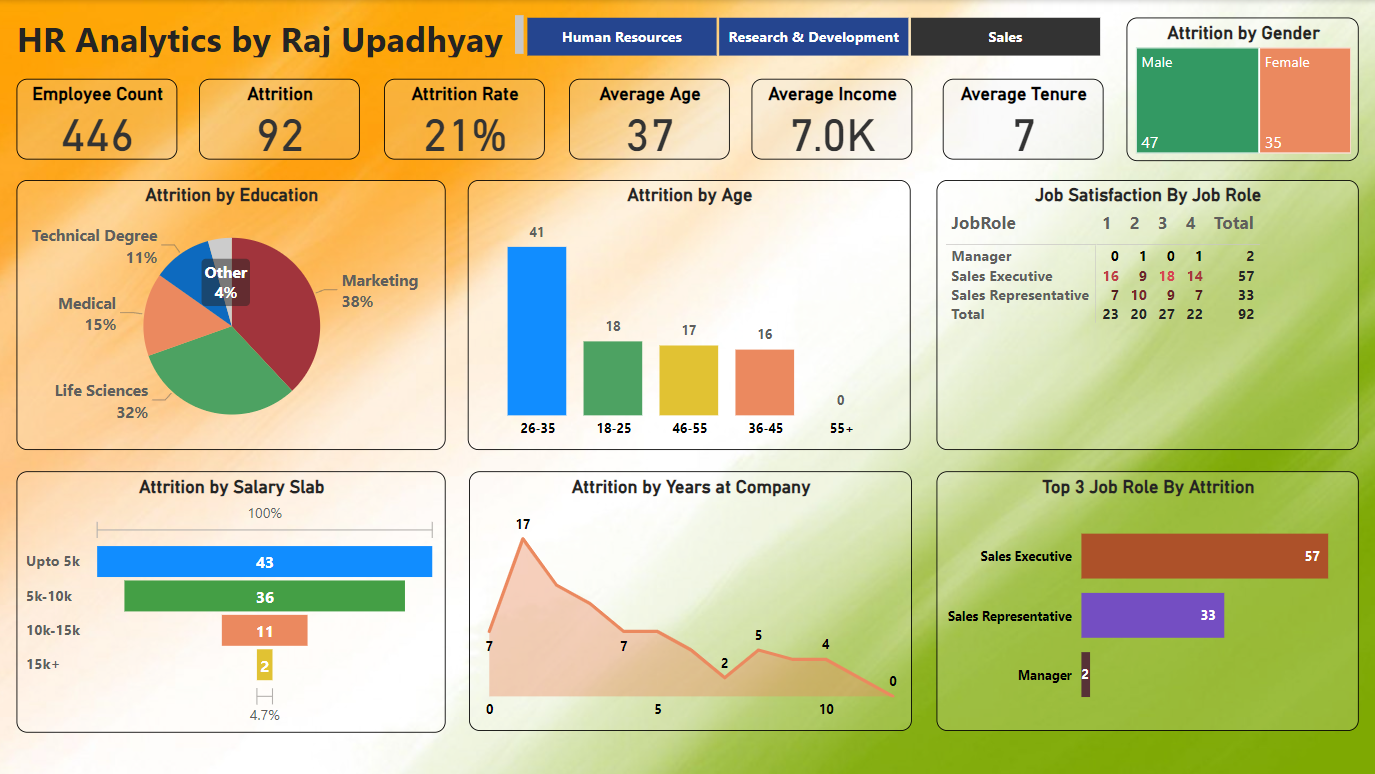 HR Analytics by Raj Upadhyay
Human Resources
Research & Development
Sales
Attrition by Gender
Male
Female
47
35
Employee Count
446
Attrition
92
Attrition Rate
21%
Average Age
37
Average Income
7.0K
Average Tenure
7
Attrition by Education
Technical Degree
11%
Other
4%
Marketing
38%
Medical
15%
Life Sciences
32%
Attrition by Age
41
18
17
16
0
26-35
18-25
46-55
36-45
55+
Job Satisfaction By Job Role
JobRole 1 2 3 4 Total
Manager 0 1 0 1 2
Sales Executive 16 9 18 14 57
Sales Representative 7 10 9 7 33
Total 23 20 27 22 92
Attrition by Salary Slab
100%
Upto 5k 43
5k-10k 36
10k-15k 11
15k+ 2
4.7%
Attrition by Years at Company
17
7
7
2
5
4
0
0
5
10
Top 3 Job Role By Attrition
Sales Executive 57
Sales Representative 33
Manager 2